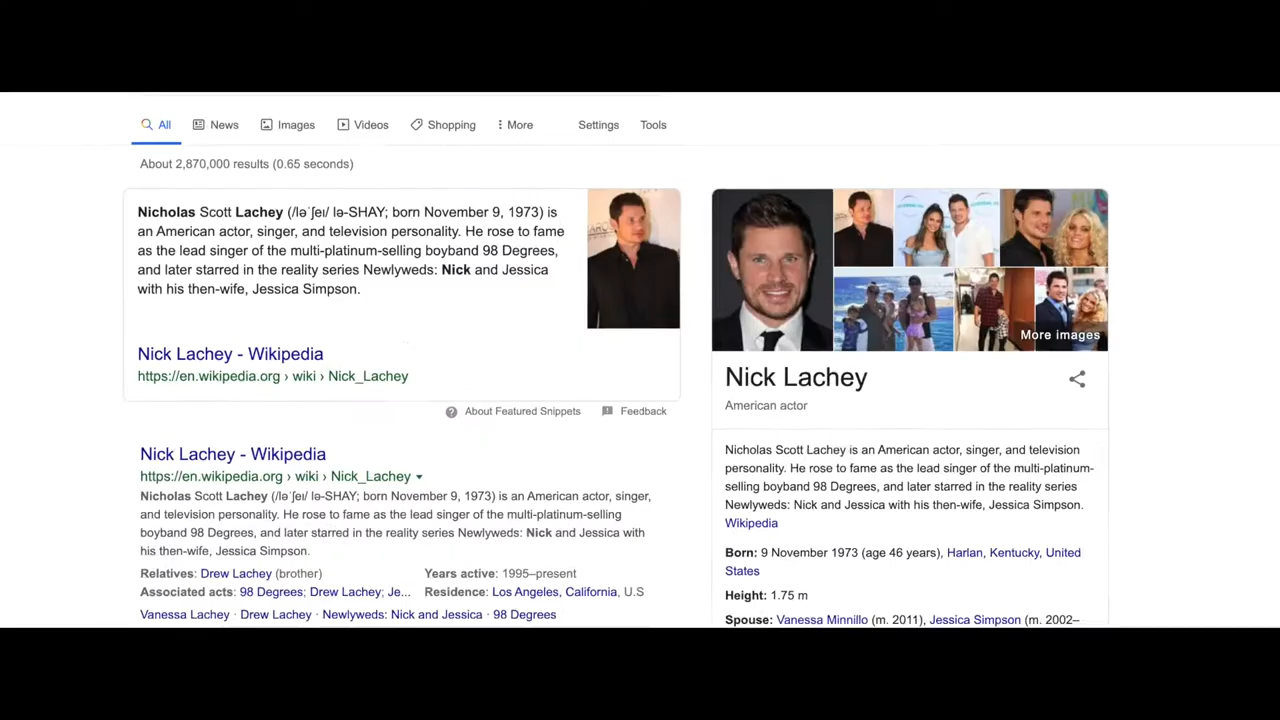 All News Images Videos Shopping More Settings Tools
About 2,870,000 results (0.65 seconds)
Nicholas Scott Lachey (/ləˈʃeɪ/ lə-SHAY; born November 9, 1973) is
an American actor, singer, and television personality. He rose to fame
as the lead singer of the multi-platinum-selling boyband 98 Degrees,
and later starred in the reality series Newlyweds: Nick and Jessica
with his then-wife, Jessica Simpson.
Nick Lachey - Wikipedia
https://en.wikipedia.org › wiki › Nick_Lachey
About Featured Snippets Feedback
Nick Lachey - Wikipedia
https://en.wikipedia.org › wiki › Nick_Lachey
Nicholas Scott Lachey (/ləˈʃeɪ/ lə-SHAY; born November 9, 1973) is an American actor, singer,
and television personality. He rose to fame as the lead singer of the multi-platinum-selling
boyband 98 Degrees, and later starred in the reality series Newlyweds: Nick and Jessica with
his then-wife, Jessica Simpson.
Relatives: Drew Lachey (brother) Years active: 1995–present
Associated acts: 98 Degrees; Drew Lachey; Je... Residence: Los Angeles, California, U.S
Vanessa Lachey · Drew Lachey · Newlyweds: Nick and Jessica · 98 Degrees
More images
Nick Lachey
American actor
Nicholas Scott Lachey is an American actor, singer, and television
personality. He rose to fame as the lead singer of the multi-platinum-
selling boyband 98 Degrees, and later starred in the reality series
Newlyweds: Nick and Jessica with his then-wife, Jessica Simpson.
Wikipedia
Born: 9 November 1973 (age 46 years), Harlan, Kentucky, United
States
Height: 1.75 m
Spouse: Vanessa Minnillo (m. 2011), Jessica Simpson (m. 2002–